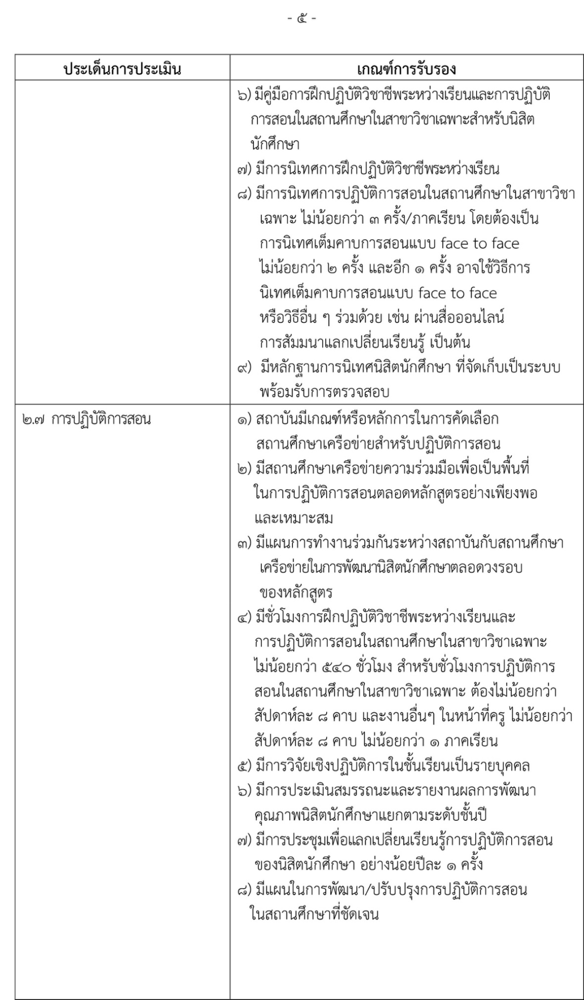 - ๕ -
ประเด็นการประเมิน
เกณฑ์การรับรอง
๖) มีคู่มือการฝึกปฏิบัติวิชาชีพระหว่างเรียนและการปฏิบัติ
การสอนในสถานศึกษาในสาขาวิชาเฉพาะสำหรับนิสิต
นักศึกษา
๗) มีการนิเทศการฝึกปฏิบัติวิชาชีพระหว่างเรียน
๘) มีการนิเทศการปฏิบัติการสอนในสถานศึกษาในสาขาวิชา
เฉพาะ ไม่น้อยกว่า ๓ ครั้ง/ภาคเรียน โดยต้องเป็น
การนิเทศเต็มคาบการสอนแบบ face to face
ไม่น้อยกว่า ๒ ครั้ง และอีก ๑ ครั้ง อาจใช้วิธีการ
นิเทศเต็มคาบการสอนแบบ face to face
หรือวิธีอื่น ๆ ร่วมด้วย เช่น ผ่านสื่อออนไลน์
การสัมมนาแลกเปลี่ยนเรียนรู้ เป็นต้น
๙) มีหลักฐานการนิเทศนิสิตนักศึกษา ที่จัดเก็บเป็นระบบ
พร้อมรับการตรวจสอบ
๒.๗ การปฏิบัติการสอน
๑) สถาบันมีเกณฑ์หรือหลักการในการคัดเลือก
สถานศึกษาเครือข่ายสำหรับปฏิบัติการสอน
๒) มีสถานศึกษาเครือข่ายความร่วมมือเพื่อเป็นพื้นที่
ในการปฏิบัติการสอนตลอดหลักสูตรอย่างเพียงพอ
และเหมาะสม
๓) มีแผนการทำงานร่วมกันระหว่างสถาบันกับสถานศึกษา
เครือข่ายในการพัฒนานิสิตนักศึกษาตลอดวงรอบ
ของหลักสูตร
๔) มีชั่วโมงการฝึกปฏิบัติวิชาชีพระหว่างเรียนและ
การปฏิบัติการสอนในสถานศึกษาในสาขาวิชาเฉพาะ
ไม่น้อยกว่า ๕๔๐ ชั่วโมง สำหรับชั่วโมงการปฏิบัติการ
สอนในสถานศึกษาในสาขาวิชาเฉพาะ ต้องไม่น้อยกว่า
สัปดาห์ละ ๘ คาบ และงานอื่นๆ ในหน้าที่ครู ไม่น้อยกว่า
สัปดาห์ละ ๘ คาบ ไม่น้อยกว่า ๑ ภาคเรียน
๕) มีการวิจัยเชิงปฏิบัติการในชั้นเรียนเป็นรายบุคคล
๖) มีการประเมินสมรรถนะและรายงานผลการพัฒนา
คุณภาพนิสิตนักศึกษาแยกตามระดับชั้นปี
๗) มีการประชุมเพื่อแลกเปลี่ยนเรียนรู้การปฏิบัติการสอน
ของนิสิตนักศึกษา อย่างน้อยปีละ ๑ ครั้ง
๘) มีแผนในการพัฒนา/ปรับปรุงการปฏิบัติการสอน
ในสถานศึกษาที่ชัดเจน